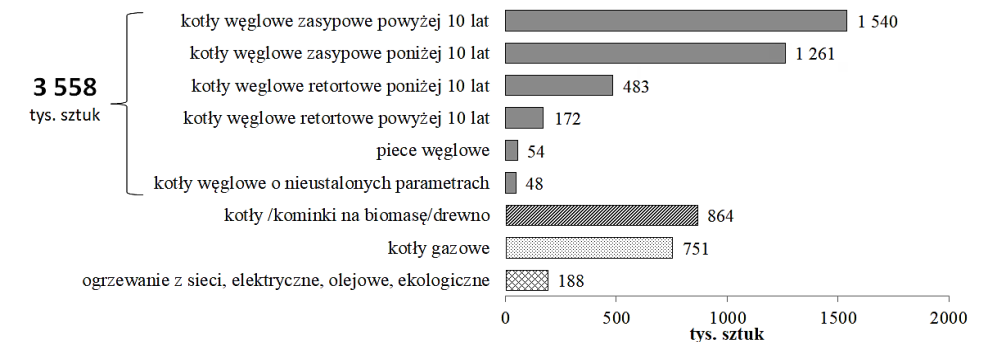 kotły węglowe zasypowe powyżej 10 lat 1 540
kotły węglowe zasypowe poniżej 10 lat 1 261
3 558
tys. sztuk
kotły weglowe retortowe poniżej 10 lat 483
kotły węglowe retortowe powyżej 10 lat 172
piece węglowe 54
kotły węglowe o nieustalonych parametrach 48
kotły /kominki na biomasę/drewno 864
kotły gazowe 751
ogrzewanie z sieci, elektryczne, olejowe, ekologiczne 188
0 500 1000 1500 2000
tys. sztuk